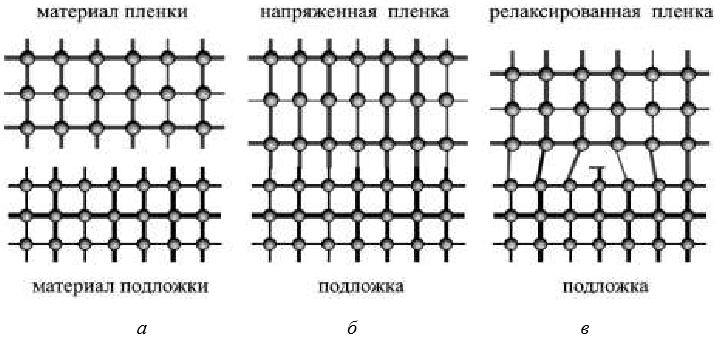 материал пленки
напряженная пленка
релаксированная пленка
материал подложки
подложка
подложка
а
б
в